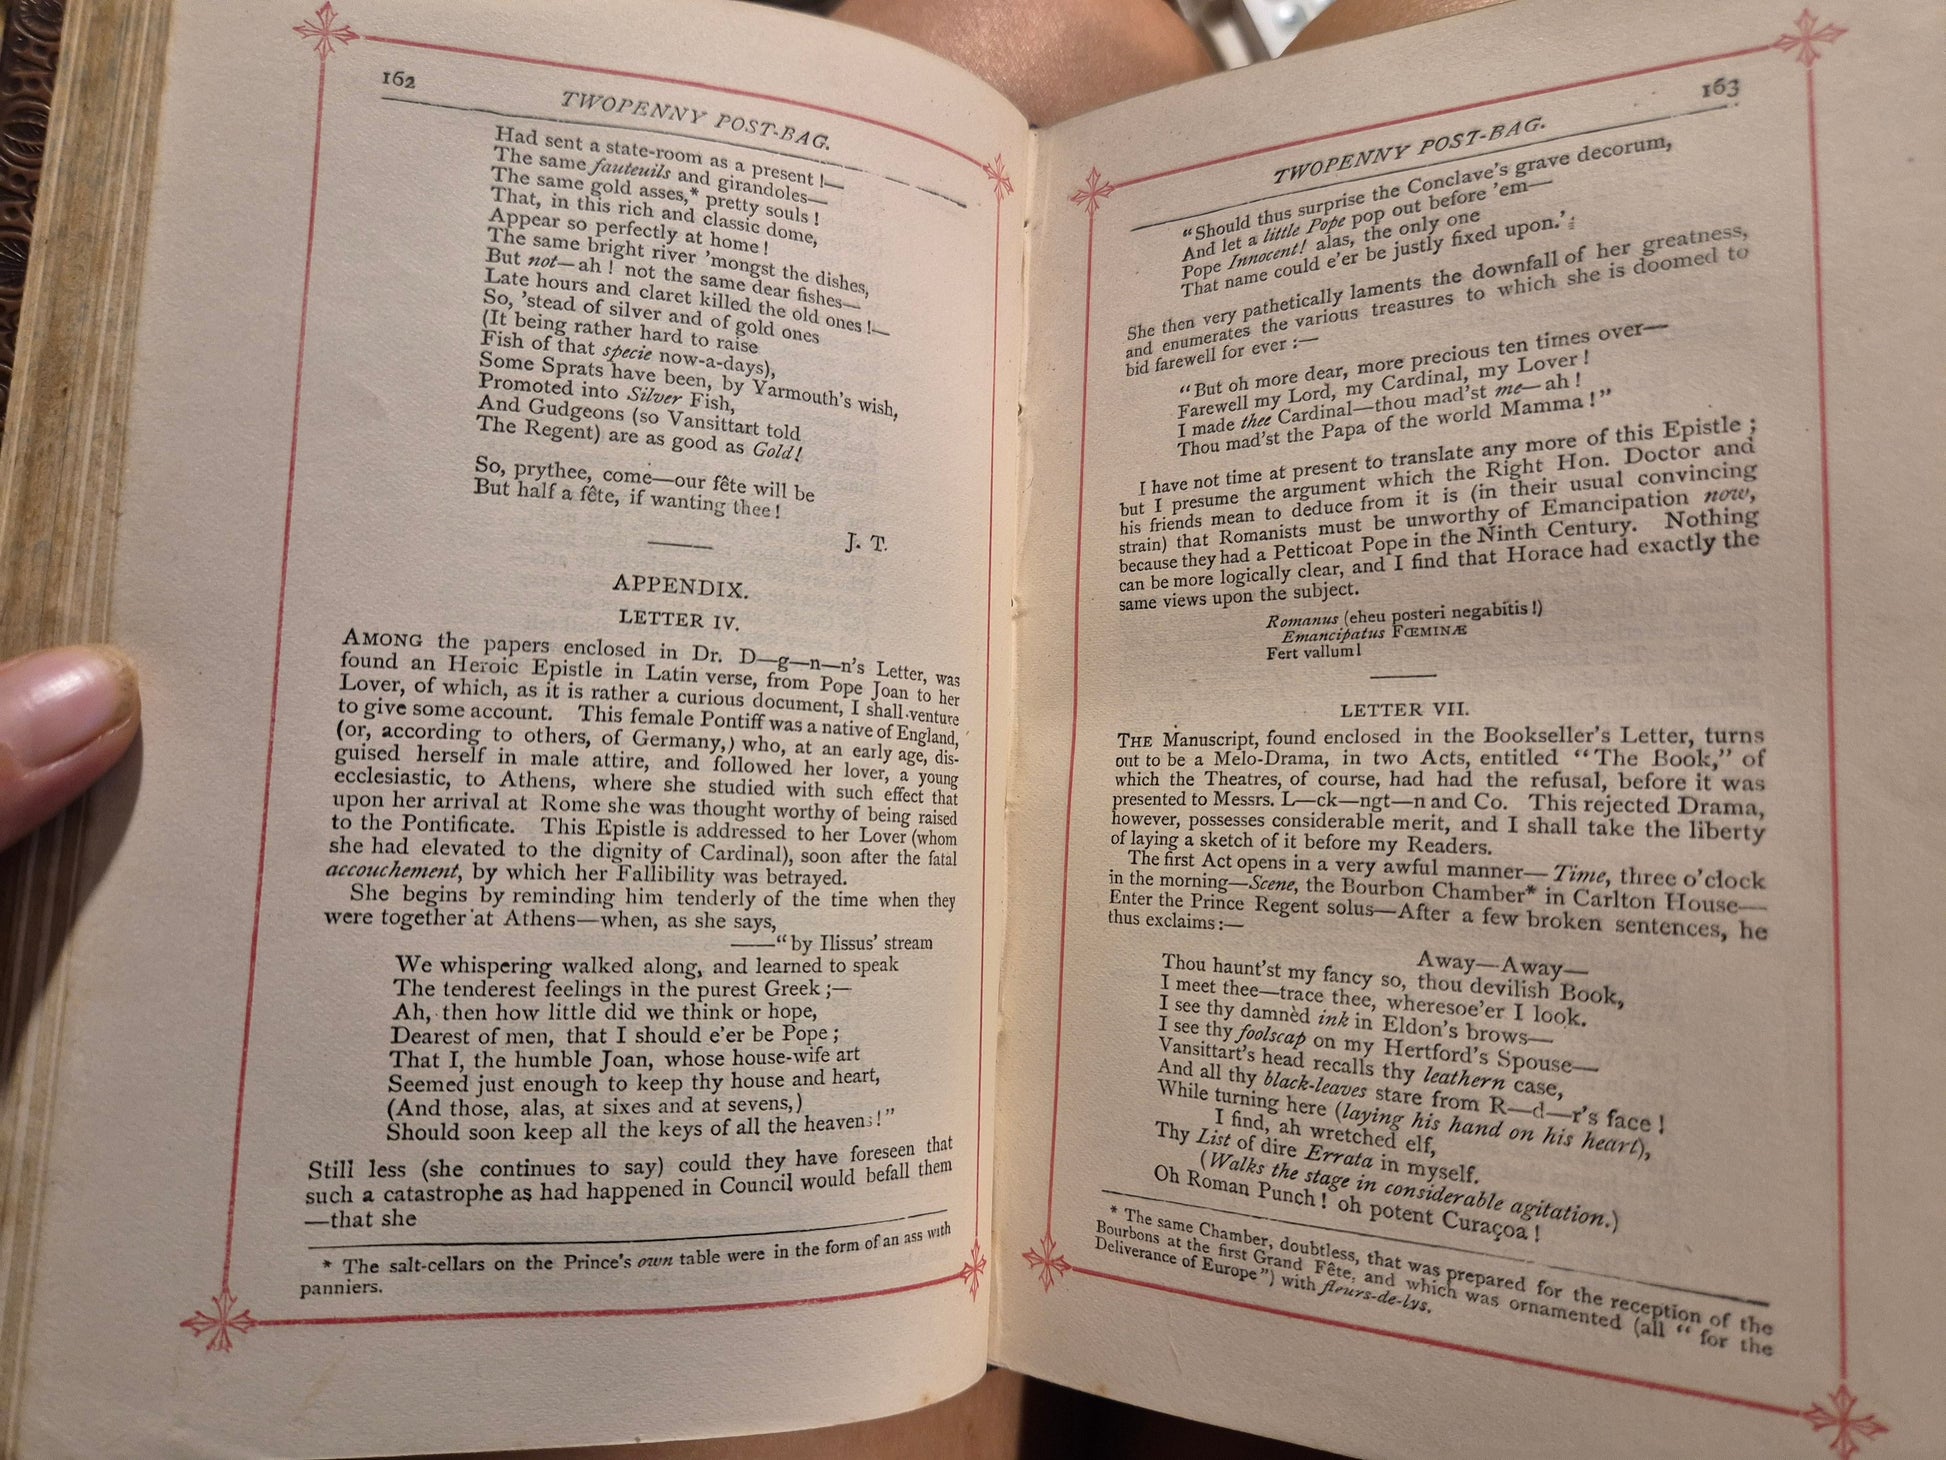 162
TWOPENNY POST-BAG.
Had sent a state-room as a present!—
The same fauteuils and girandoles—
The same gold asses,* pretty souls!
That, in this rich and classic dome,
Appear so perfectly at home!
The same bright river 'mongst the dishes,
But not—ah! not the same dear fishes—
Late hours and claret killed the old ones!—
So, 'stead of silver and of gold ones
(It being rather hard to raise
Fish of that specie now-a-days),
Some Sprats have been, by Yarmouth's wish,
Promoted into Silver Fish,
And Gudgeons (so Vansittart told
The Regent) are as good as Gold!
So, prythee, come—our fête will be
But half a fête, if wanting thee!
J. T.
APPENDIX.
LETTER IV.
AMONG the papers enclosed in Dr. D—g—n—n's Letter, was
found an Heroic Epistle in Latin verse, from Pope Joan to her
Lover, of which, as it is rather a curious document, I shall venture
to give some account. This female Pontiff was a native of England,
(or, according to others, of Germany,) who, at an early age, dis-
guised herself in male attire, and followed her lover, a young
ecclesiastic, to Athens, where she studied with such effect that
upon her arrival at Rome she was thought worthy of being raised
to the Pontificate. This Epistle is addressed to her Lover (whom
she had elevated to the dignity of Cardinal), soon after the fatal
accouchement, by which her Fallibility was betrayed.
She begins by reminding him tenderly of the time when they
were together at Athens—when, as she says,
——"by Ilissus' stream
We whispering walked along, and learned to speak
The tenderest feelings in the purest Greek;—
Ah, then how little did we think or hope,
Dearest of men, that I should e'er be Pope;
That I, the humble Joan, whose house-wife art
Seemed just enough to keep thy house and heart,
(And those, alas, at sixes and at sevens,)
Should soon keep all the keys of all the heavens!"
Still less (she continues to say) could they have foreseen that
such a catastrophe as had happened in Council would befall them
—that she
* The salt-cellars on the Prince's own table were in the form of an ass with
panniers.
163
TWOPENNY POST-BAG.
"Should thus surprise the Conclave's grave decorum,
And let a little Pope pop out before 'em—
Pope Innocent! alas, the only one
That name could e'er be justly fixed upon.':
She then very pathetically laments the downfall of her greatness,
and enumerates the various treasures to which she is doomed to
bid farewell for ever:—
"But oh more dear, more precious ten times over—
Farewell my Lord, my Cardinal, my Lover!
I made thee Cardinal—thou mad'st me—ah!
Thou mad'st the Papa of the world Mamma!"
I have not time at present to translate any more of this Epistle;
but I presume the argument which the Right Hon. Doctor and
his friends mean to deduce from it is (in their usual convincing
strain) that Romanists must be unworthy of Emancipation now,
because they had a Petticoat Pope in the Ninth Century. Nothing
can be more logically clear, and I find that Horace had exactly the
same views upon the subject.
Romanus (eheu posteri negabitis!)
Emancipatus FŒMINÆ
Fert vallum!
LETTER VII.
THE Manuscript, found enclosed in the Bookseller's Letter, turns
out to be a Melo-Drama, in two Acts, entitled "The Book," of
which the Theatres, of course, had had the refusal, before it was
presented to Messrs. L—ck—ngt—n and Co. This rejected Drama,
however, possesses considerable merit, and I shall take the liberty
of laying a sketch of it before my Readers.
The first Act opens in a very awful manner—Time, three o'clock
in the morning—Scene, the Bourbon Chamber* in Carlton House—
Enter the Prince Regent solus—After a few broken sentences, he
thus exclaims:—
Away—Away—
Thou haunt'st my fancy so, thou devilish Book,
I meet thee—trace thee, wheresoe'er I look.
I see thy damnèd ink in Eldon's brows—
I see thy foolscap on my Hertford's Spouse—
Vansittart's head recalls thy leathern case,
And all thy black-leaves stare from R—d—r's face!
While turning here (laying his hand on his heart),
I find, ah wretched elf,
Thy List of dire Errata in myself.
(Walks the stage in considerable agitation.)
Oh Roman Punch! oh potent Curaçoa!
* The same Chamber, doubtless, that was prepared for the reception of the
Bourbons at the first Grand Fête, and which was ornamented (all "for the
Deliverance of Europe") with fleurs-de-lys.